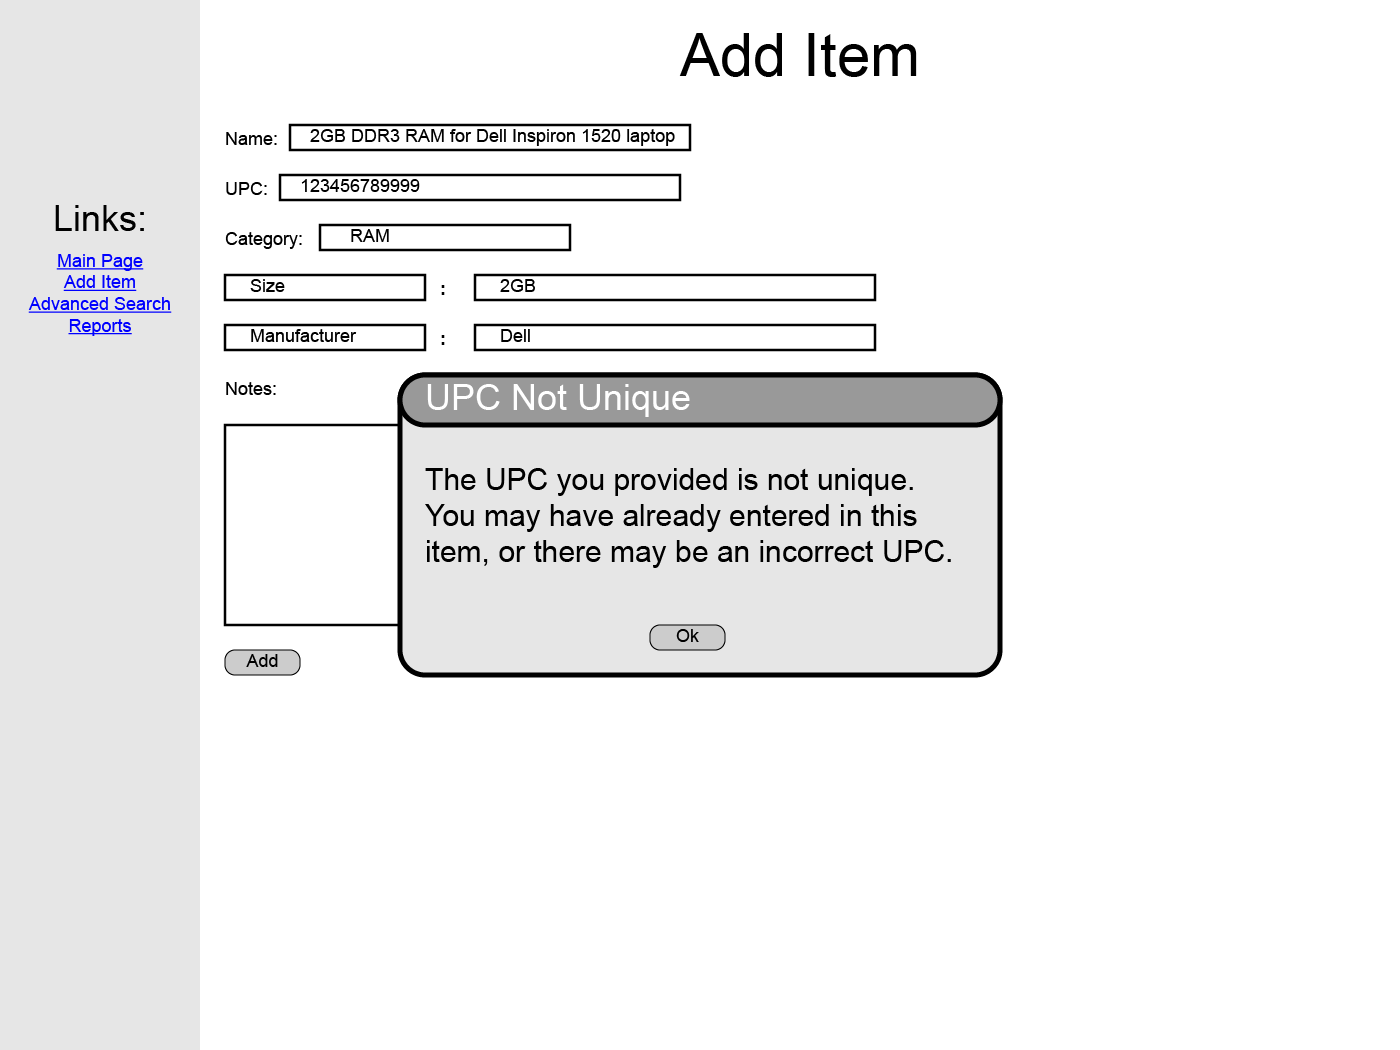 Add Item
Links:
Main Page
Add Item
Advanced Search
Reports
Name: 2GB DDR3 RAM for Dell Inspiron 1520 laptop
UPC: 123456789999
Category: RAM
Size : 2GB
Manufacturer : Dell
Notes:
UPC Not Unique
The UPC you provided is not unique.
You may have already entered in this
item, or there may be an incorrect UPC.
Ok
Add